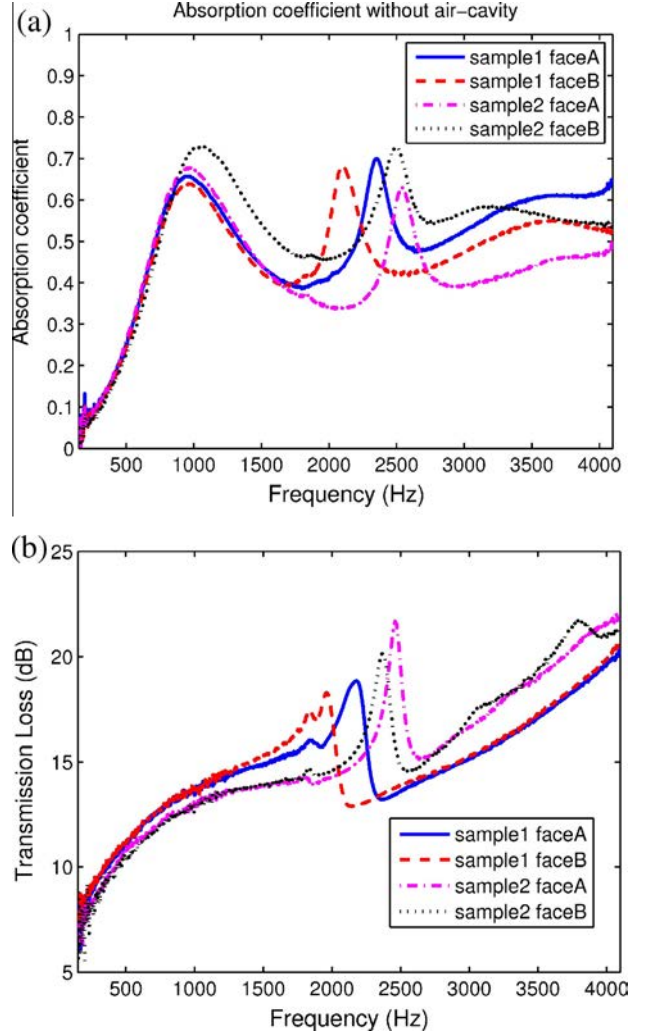 (a)
Absorption coefficient without air-cavity
1
0.9
0.8
0.7
0.6
0.5
0.4
0.3
0.2
0.1
0
Absorption coefficient
sample1 faceA
sample1 faceB
sample2 faceA
sample2 faceB
500 1000 1500 2000 2500 3000 3500 4000
Frequency (Hz)
(b)
25
20
15
10
5
Transmission Loss (dB)
sample1 faceA
sample1 faceB
sample2 faceA
sample2 faceB
500 1000 1500 2000 2500 3000 3500 4000
Frequency (Hz)